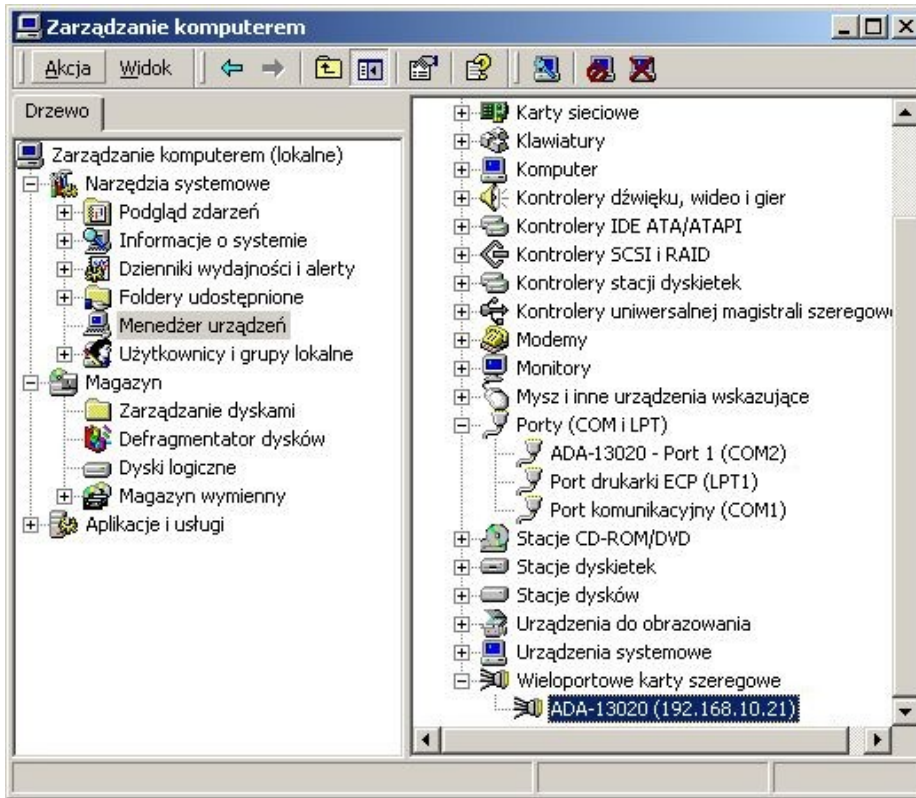 Zarządzanie komputerem
Akcja Widok
Drzewo
Zarządzanie komputerem (lokalne)
Narzędzia systemowe
Podgląd zdarzeń
Informacje o systemie
Dzienniki wydajności i alerty
Foldery udostępnione
Menedżer urządzeń
Użytkownicy i grupy lokalne
Magazyn
Zarządzanie dyskami
Defragmentator dysków
Dyski logiczne
Magazyn wymienny
Aplikacje i usługi
Karty sieciowe
Klawiatury
Komputer
Kontrolery dźwięku, wideo i gier
Kontrolery IDE ATA/ATAPI
Kontrolery SCSI i RAID
Kontrolery stacji dyskietek
Kontrolery uniwersalnej magistrali szeregow
Modemy
Monitory
Mysz i inne urządzenia wskazujące
Porty (COM i LPT)
ADA-13020 - Port 1 (COM2)
Port drukarki ECP (LPT1)
Port komunikacyjny (COM1)
Stacje CD-ROM/DVD
Stacje dyskietek
Stacje dysków
Urządzenia do obrazowania
Urządzenia systemowe
Wieloportowe karty szeregowe
ADA-13020 (192.168.10.21)